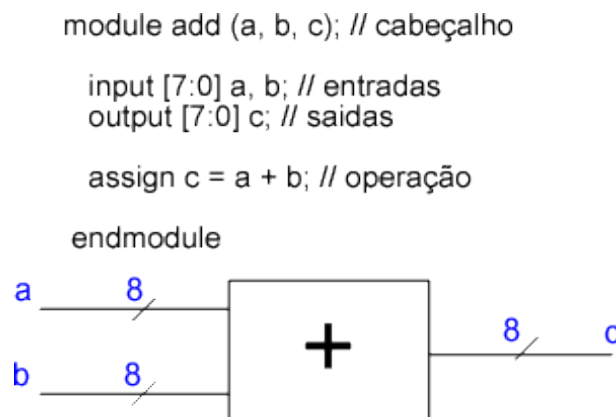 module add (a, b, c); // cabeçalho
input [7:0] a, b; // entradas
output [7:0] c; // saidas
assign c = a + b; // operação
endmodule
a 8
+
8 c
b 8